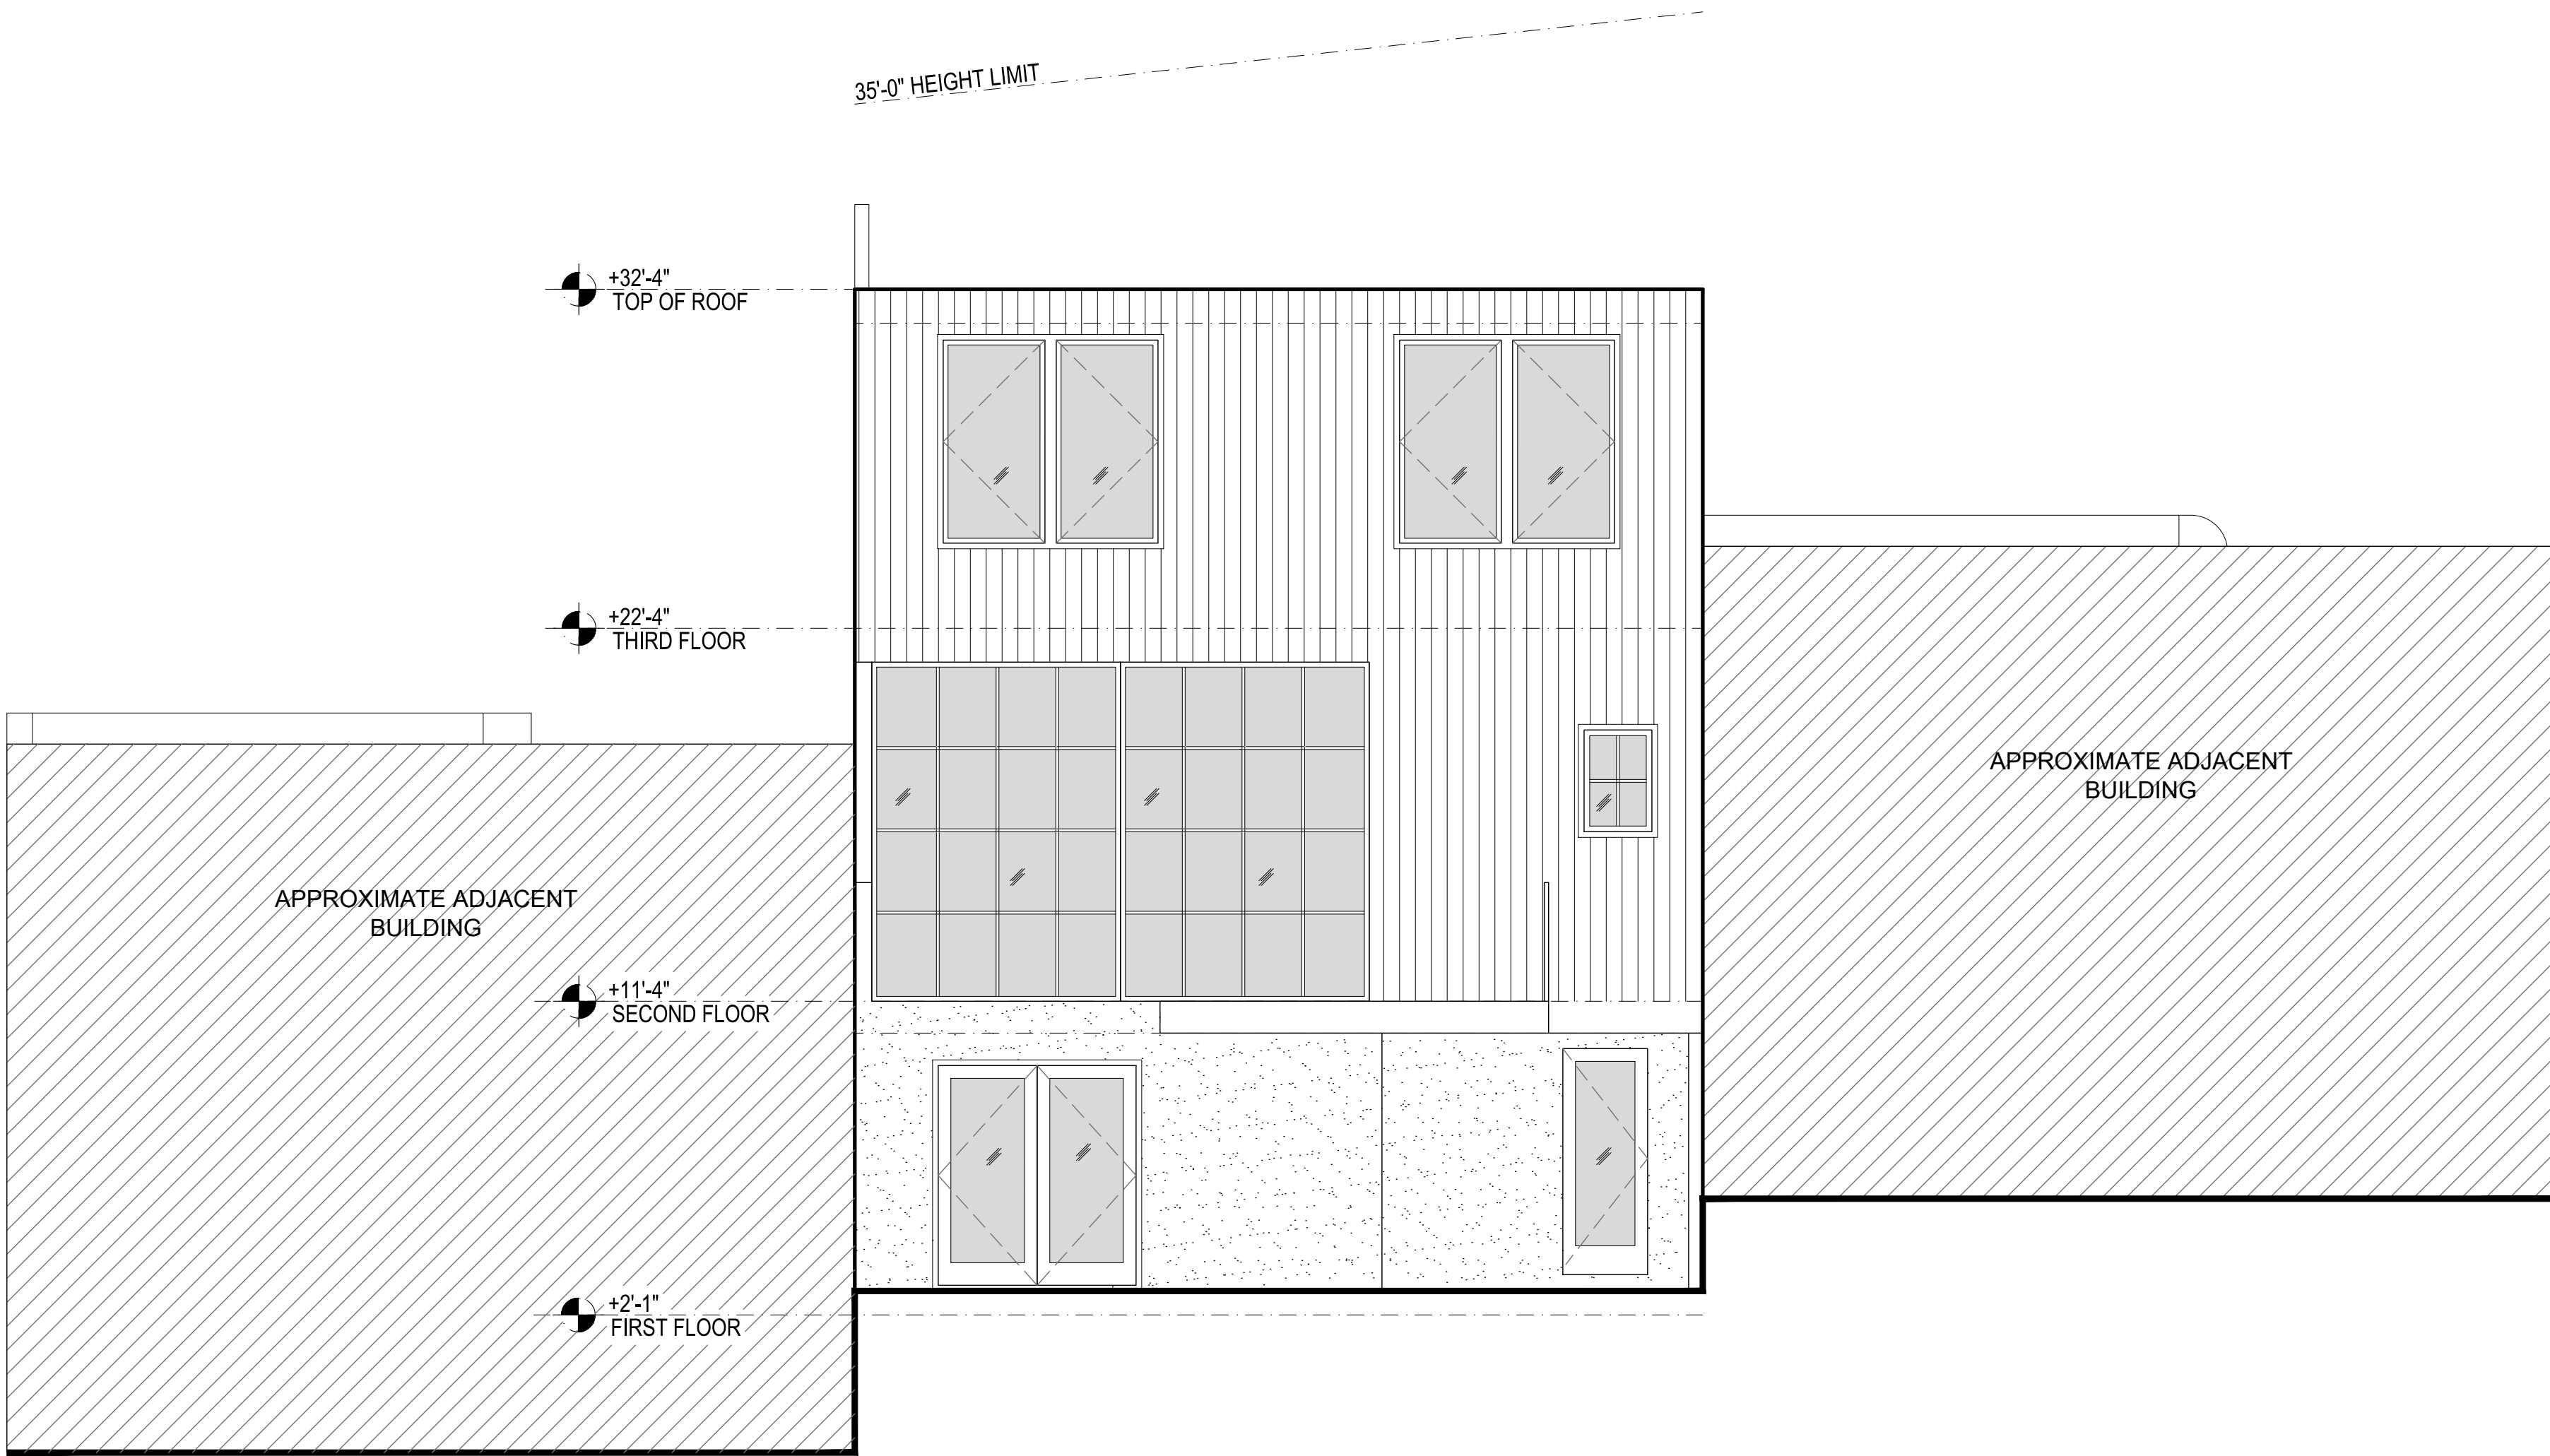 35'-0" HEIGHT LIMIT
+32'-4"
TOP OF ROOF
+22'-4"
THIRD FLOOR
APPROXIMATE ADJACENT
BUILDING
APPROXIMATE ADJACENT
BUILDING
+11'-4"
SECOND FLOOR
+2'-1"
FIRST FLOOR